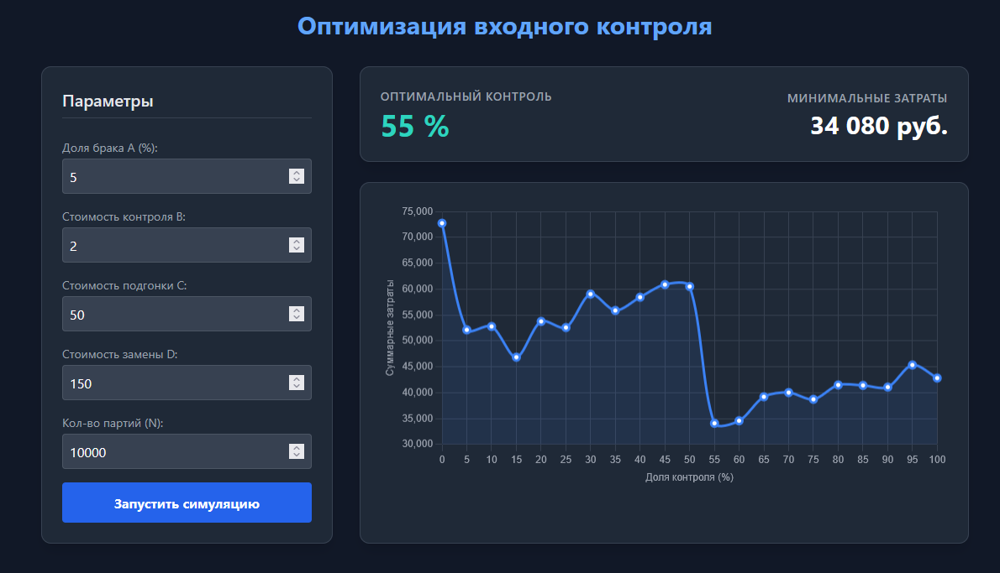 Оптимизация входного контроля
Параметры
Доля брака A (%):
5
Стоимость контроля B:
2
Стоимость подгонки C:
50
Стоимость замены D:
150
Кол-во партий (N):
10000
Запустить симуляцию
ОПТИМАЛЬНЫЙ КОНТРОЛЬ
55 %
МИНИМАЛЬНЫЕ ЗАТРАТЫ
34 080 руб.
Суммарные затраты
75,000
70,000
65,000
60,000
55,000
50,000
45,000
40,000
35,000
30,000
0 5 10 15 20 25 30 35 40 45 50 55 60 65 70 75 80 85 90 95 100
Доля контроля (%)